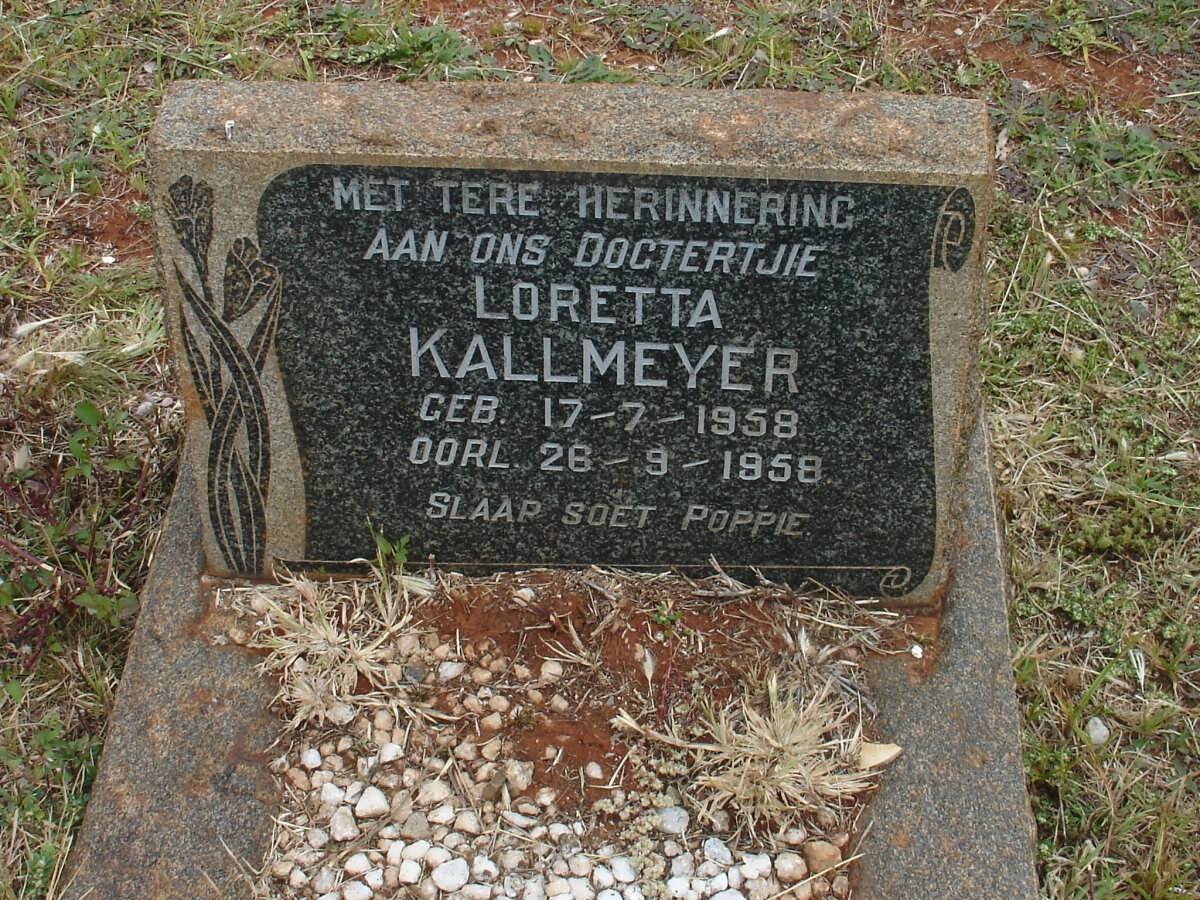 MET TERE HERINNERING
AAN ONS DOCTERTJIE
LORETTA
KALLMEYER
GEB. 17-7-1958
OORL. 26-9-1958
SLAAP SOET POPPIE.